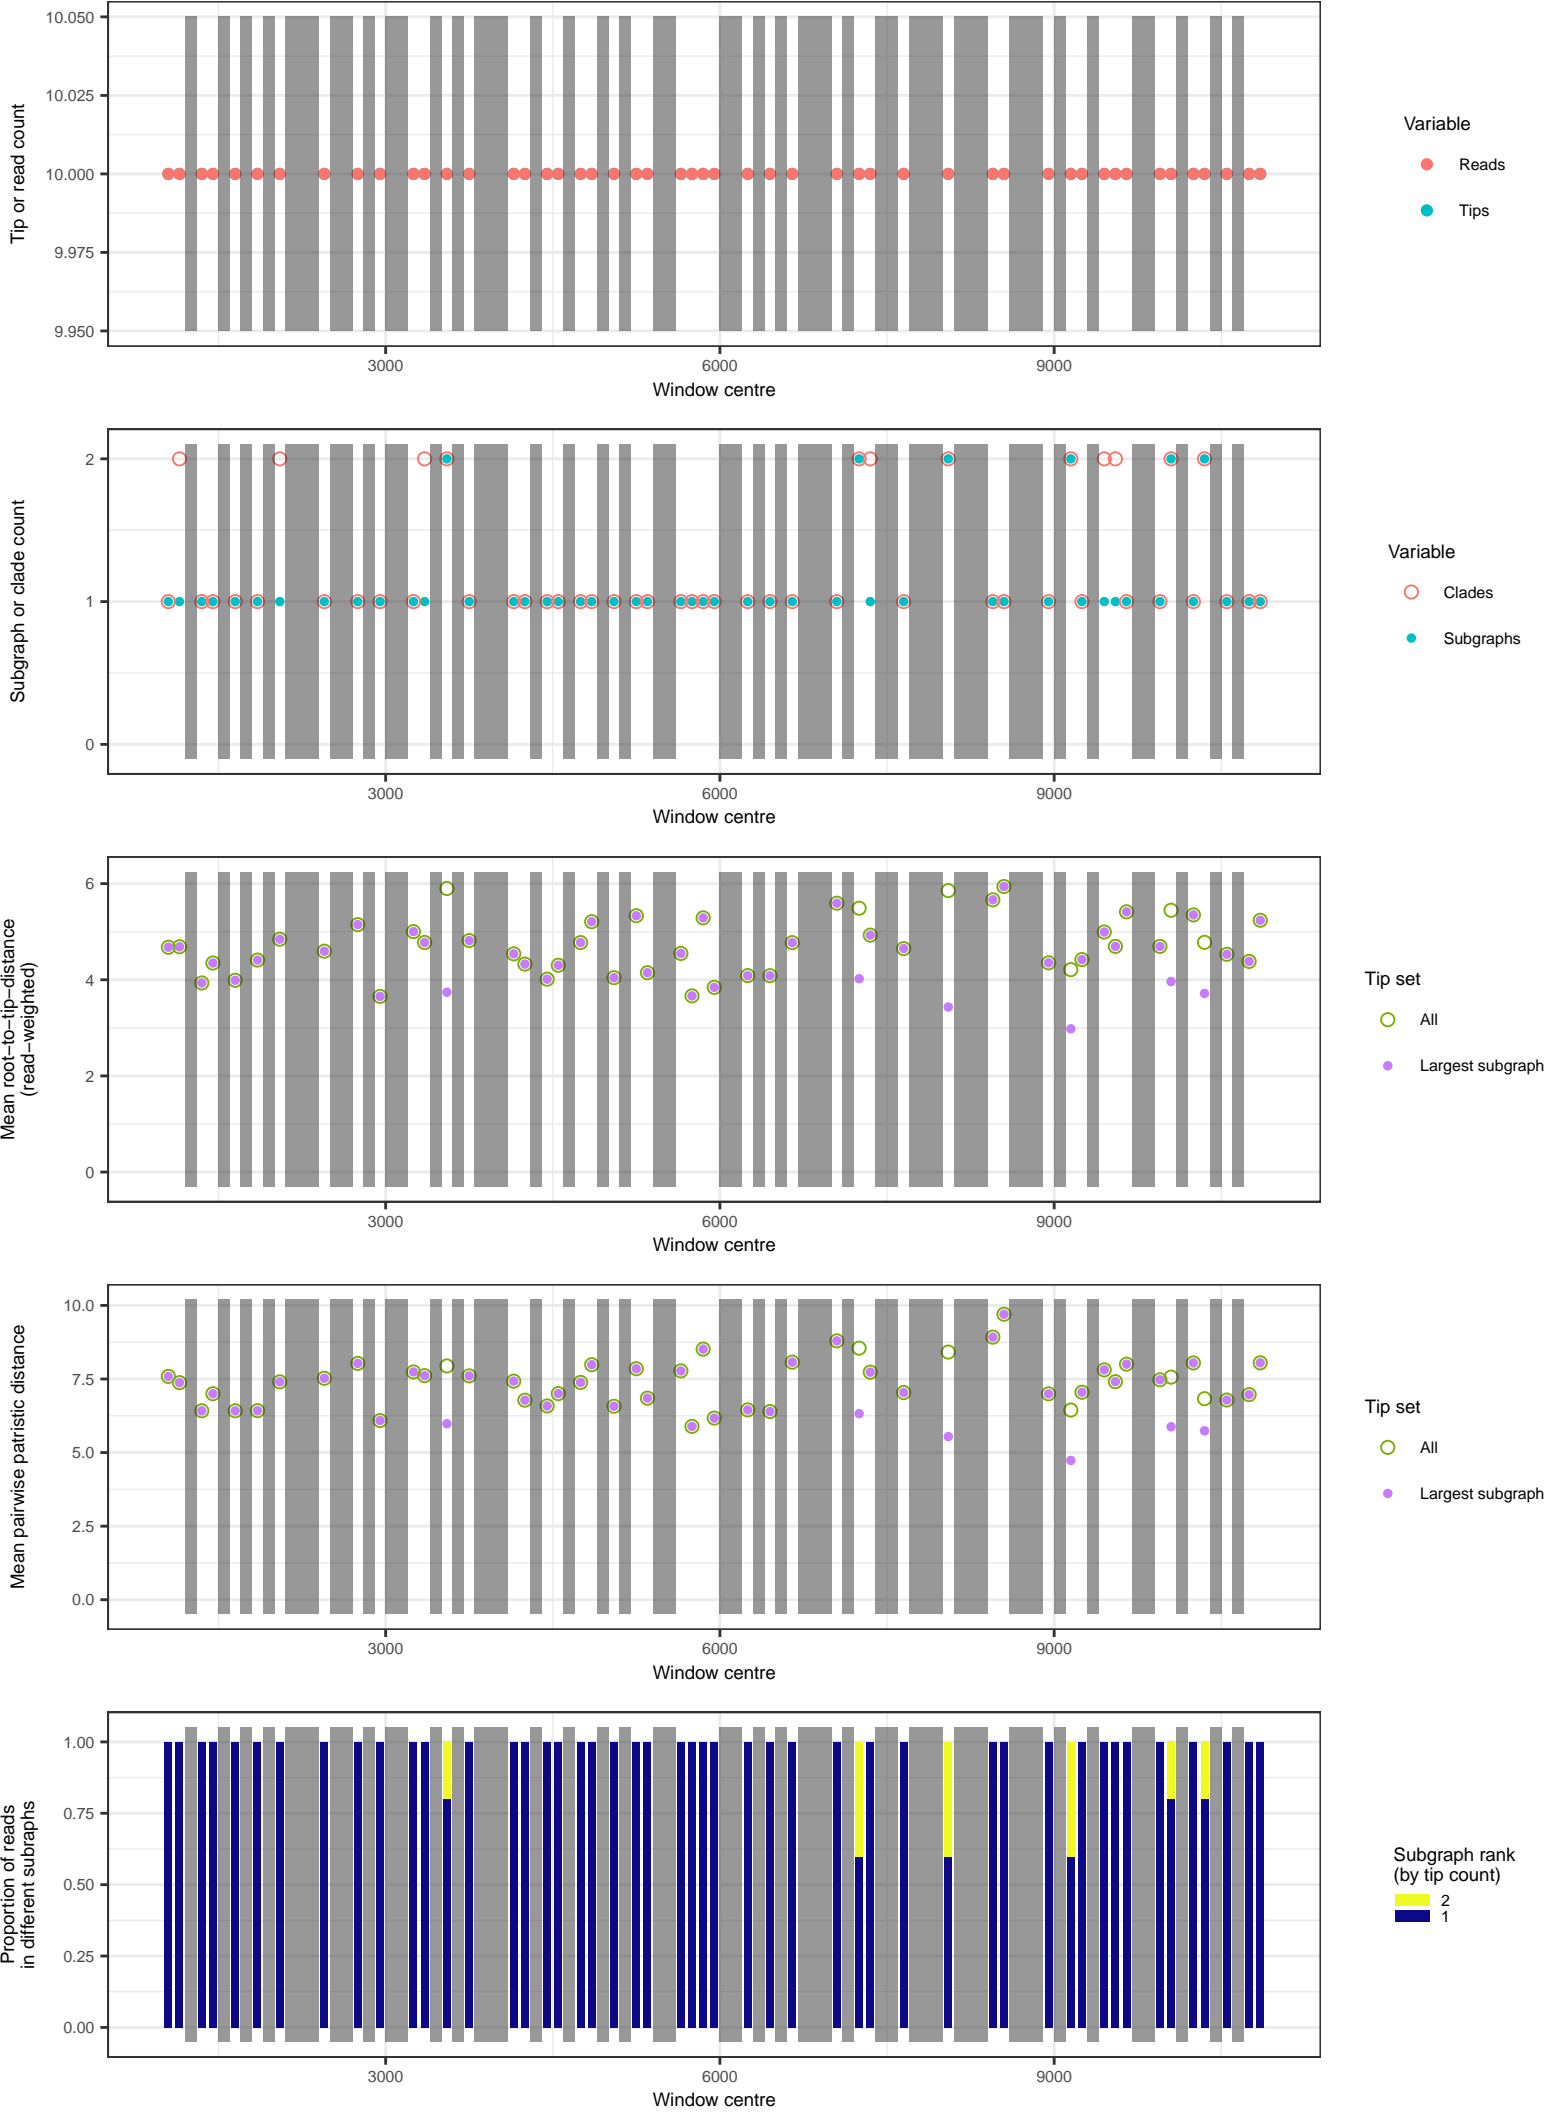 10.050
10.025
10.000
9.975
9.950
Tip or read count
3000
6000
9000
Window centre
Variable
Reads
Tips
2
1
0
Subgraph or clade count
3000
6000
9000
Window centre
Variable
Clades
Subgraphs
6
4
2
0
Mean root−to−tip−distance
(read−weighted)
3000
6000
9000
Window centre
Tip set
All
Largest subgraph
10.0
7.5
5.0
2.5
0.0
Mean pairwise patristic distance
3000
6000
9000
Window centre
Tip set
All
Largest subgraph
1.00
0.75
0.50
0.25
0.00
Proportion of reads
in different subraphs
3000
6000
9000
Window centre
Subgraph rank
(by tip count)
2
1